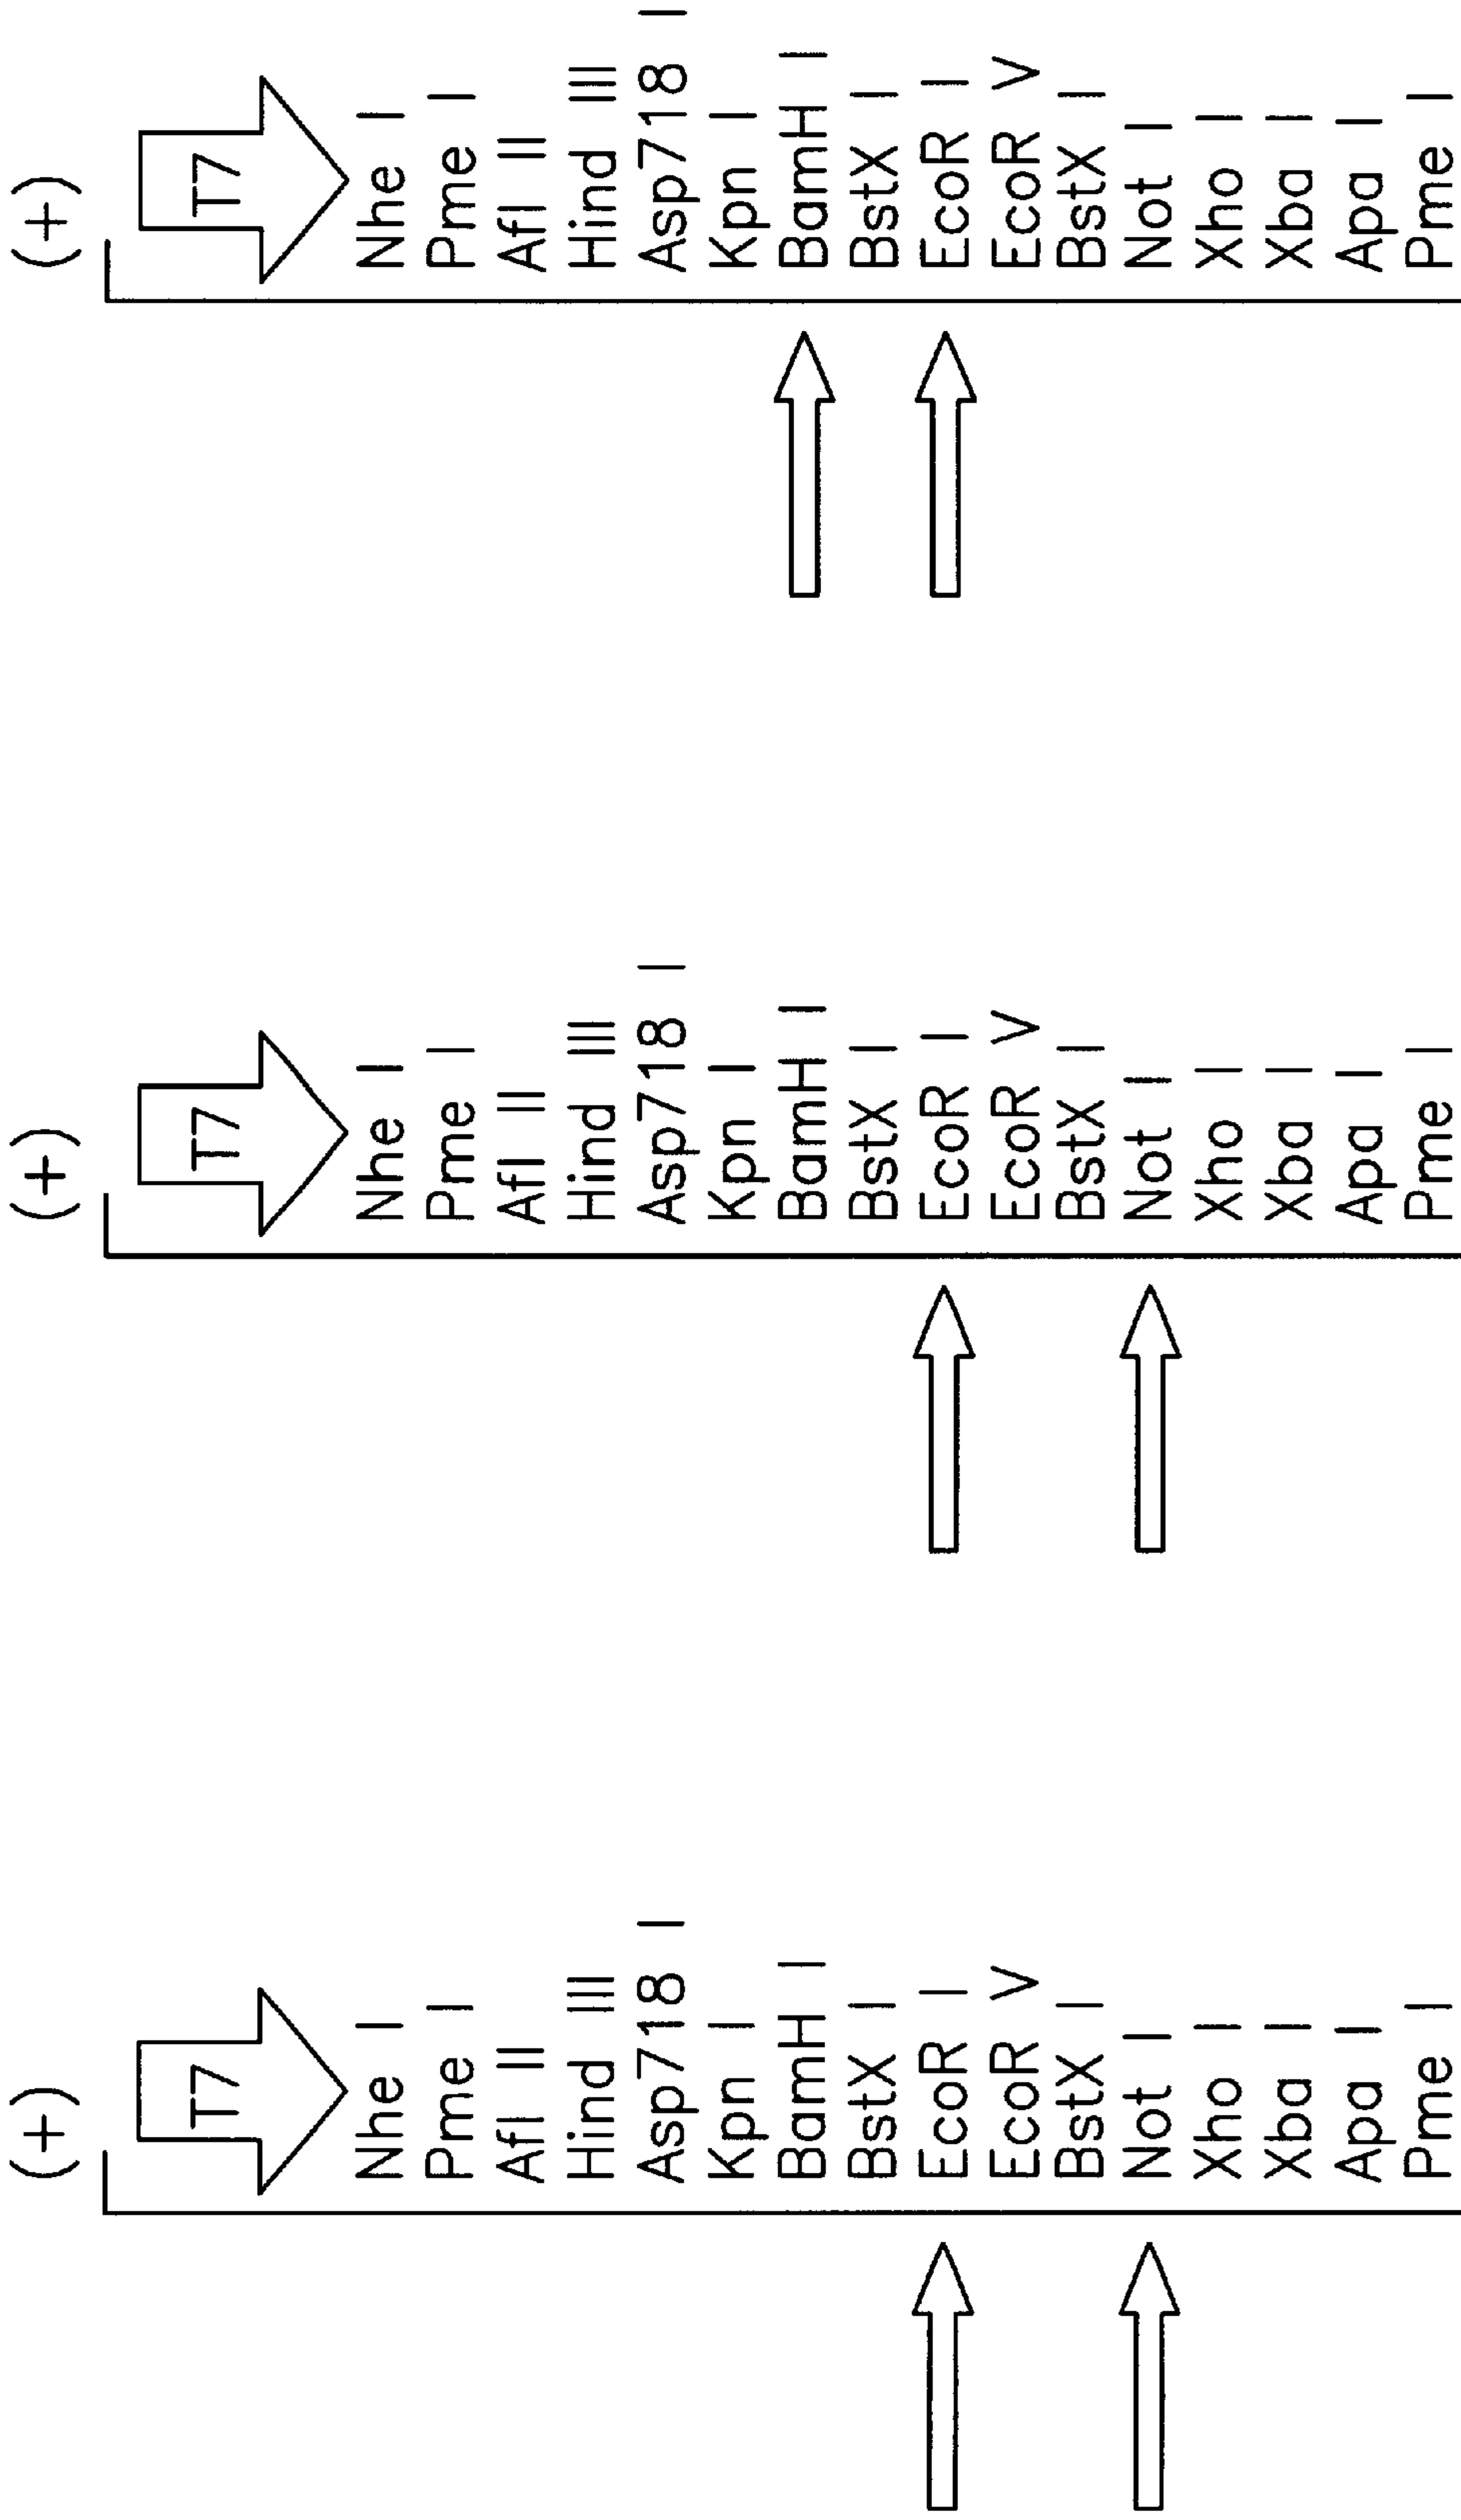 (+)
T7
Nhe I
Pme I
Afl II
Hind III
Asp718 I
Kpn I
BamH I
BstX I
EcoR I
EcoR V
BstX I
Not I
Xho I
Xba I
Apa I
Pme I
(+)
T7
Nhe I
Pme I
Afl II
Hind III
Asp718 I
Kpn I
BamH I
BstX I
EcoR I
EcoR V
BstX I
Not I
Xho I
Xba I
Apa I
Pme I
(+)
T7
Nhe I
Pme I
Afl II
Hind III
Asp718 I
Kpn I
BamH I
BstX I
EcoR I
EcoR V
BstX I
Not I
Xho I
Xba I
Apa I
Pme I